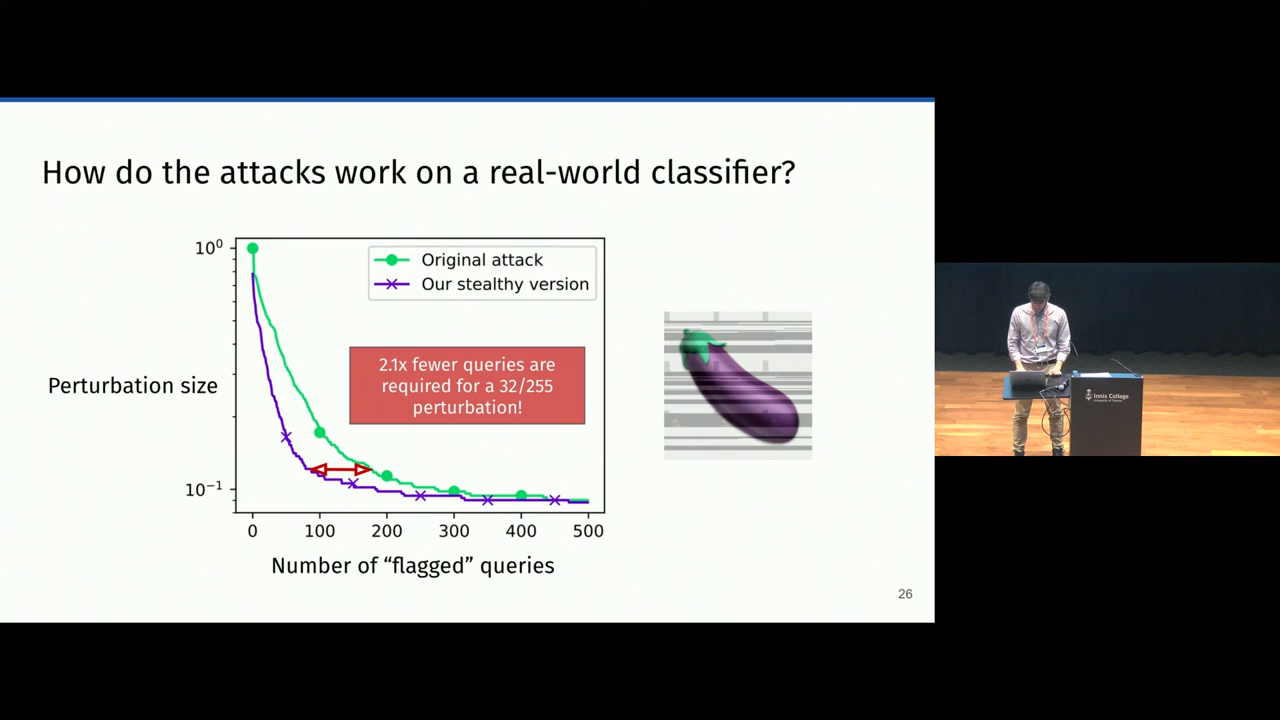 How do the attacks work on a real-world classifier?
10⁰
10⁻¹
Perturbation size
Original attack
Our stealthy version
2.1x fewer queries are
required for a 32/255
perturbation!
0 100 200 300 400 500
Number of “flagged” queries
26
Innis College